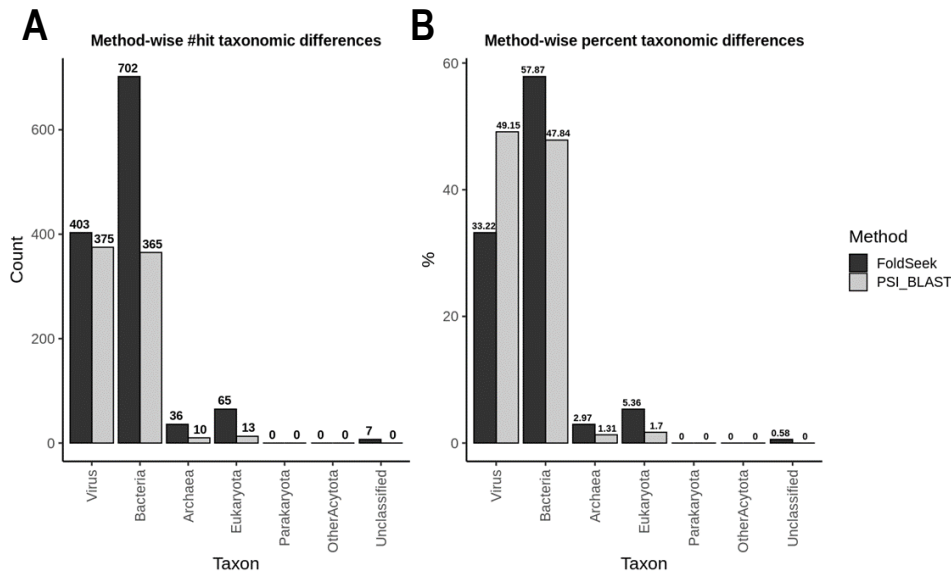 A
Method-wise #hit taxonomic differences
Count
600
400
200
0
403
375
702
365
36
10
65
13
0
0
0
0
7
0
Virus
Bacteria
Archaea
Eukaryota
Parakaryota
OtherAcytota
Unclassified
Taxon
B
Method-wise percent taxonomic differences
%
60
40
20
0
33.22
49.15
57.87
47.84
2.97
1.31
5.36
1.7
0
0
0
0
0.58
0
Virus
Bacteria
Archaea
Eukaryota
Parakaryota
OtherAcytota
Unclassified
Taxon
Method
FoldSeek
PSI_BLAST